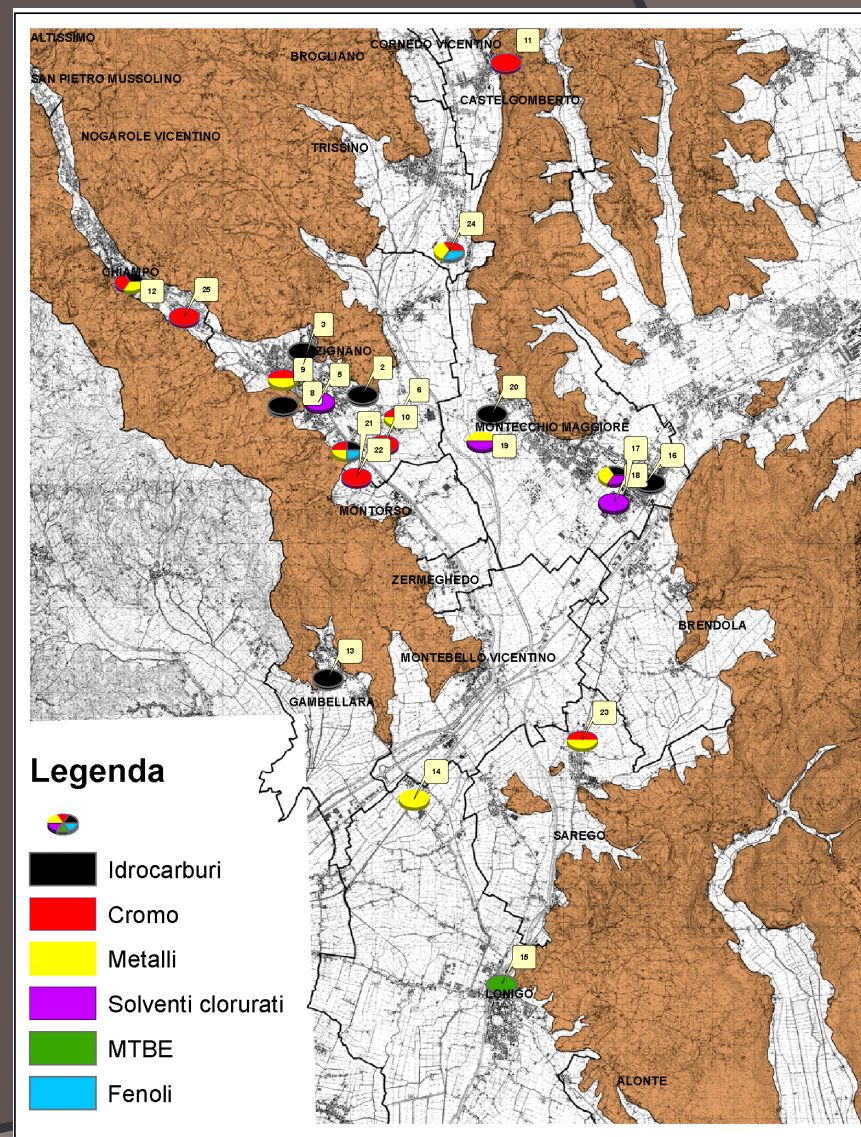 ALTISSIMO
CORNEDO VICENTINO
11
BROGLIANO
SAN PIETRO MUSSOLINO
CASTELGOMBERTO
NOGAROLE VICENTINO
TRISSINO
24
CHIAMPO
12
25
3
ZIGNANO
9
5
2
8
6
20
21
10
MONTECCHIO MAGGIORE
19
22
17
16
18
MONTORSO
ZERMEGHEDO
BRENDOLA
13
MONTEBELLO VICENTINO
GAMBELLARA
23
14
SAREGO
15
LONIGO
ALONTE
Legenda
Idrocarburi
Cromo
Metalli
Solventi clorurati
MTBE
Fenoli